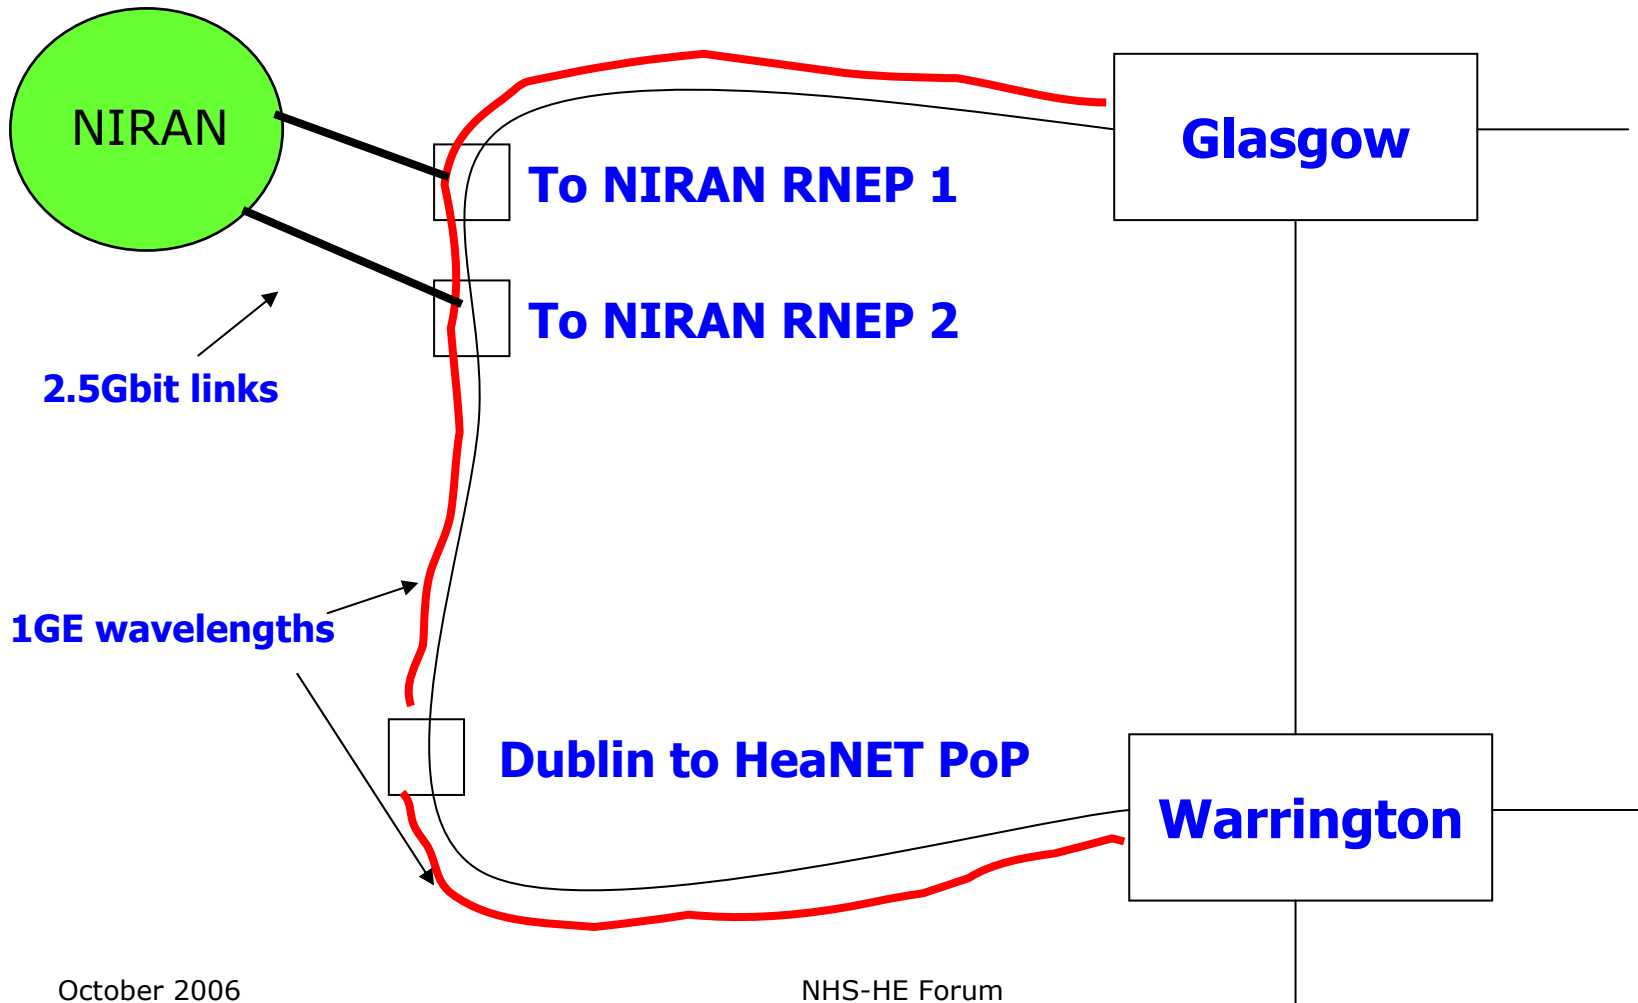 NIRAN
Glasgow
To NIRAN RNEP 1
To NIRAN RNEP 2
2.5Gbit links
1GE wavelengths
Dublin to HeaNET PoP
Warrington
October 2006
NHS-HE Forum